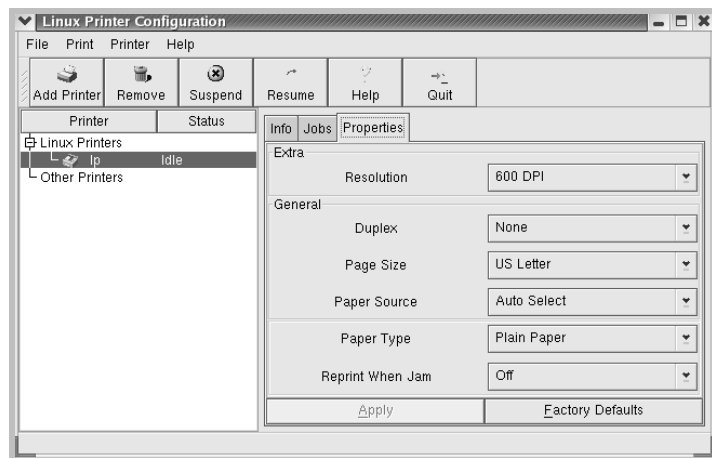 Linux Printer Configuration
File Print Printer Help
Add Printer Remove Suspend Resume Help Quit
Printer Status
Linux Printers
lp Idle
Other Printers
Info Jobs Properties
Extra
Resolution 600 DPI
General
Duplex None
Page Size US Letter
Paper Source Auto Select
Paper Type Plain Paper
Reprint When Jam Off
Apply Factory Defaults